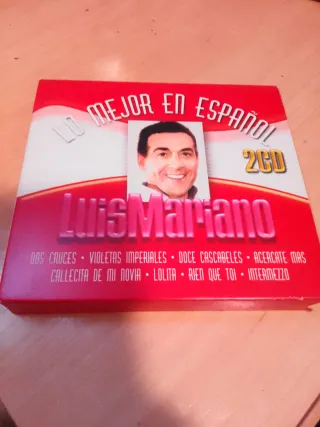 LO MEJOR EN ESPAÑOL
2CD
LuisMariano
DOS CRUCES • VIOLETAS IMPERIALES • DOCE CASCABELES • ACERCATE MAS
CALLECITA DE MI NOVIA • LOLITA • RIEN QUE TOI • INTERMEZZO